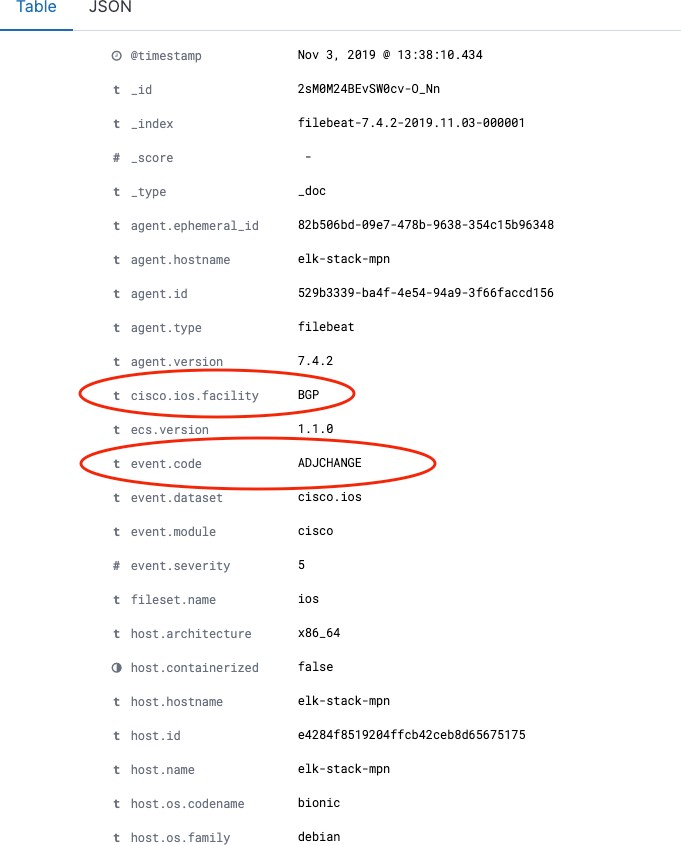 Table JSON
@timestamp Nov 3, 2019 @ 13:38:10.434
t _id 2sM0M24BEvSW0cv-O_Nn
t _index filebeat-7.4.2-2019.11.03-000001
# _score -
t _type _doc
t agent.ephemeral_id 82b506bd-09e7-478b-9638-354c15b96348
t agent.hostname elk-stack-mpn
t agent.id 529b3339-ba4f-4e54-94a9-3f66faccd156
t agent.type filebeat
t agent.version 7.4.2
t cisco.ios.facility BGP
t ecs.version 1.1.0
t event.code ADJCHANGE
t event.dataset cisco.ios
t event.module cisco
# event.severity 5
t fileset.name ios
t host.architecture x86_64
host.containerized false
t host.hostname elk-stack-mpn
t host.id e4284f8519204ffcb42ceb8d65675175
t host.name elk-stack-mpn
t host.os.codename bionic
t host.os.family debian